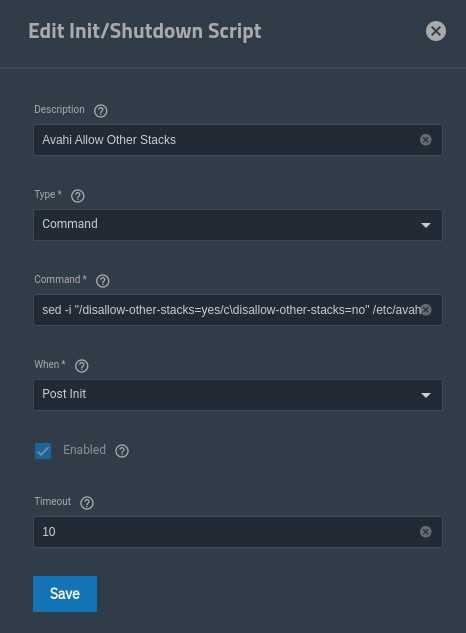 Edit Init/Shutdown Script
Description
Avahi Allow Other Stacks
Type *
Command
Command *
sed -i "/disallow-other-stacks=yes/c\disallow-other-stacks=no" /etc/avah
When *
Post Init
Enabled
Timeout
10
Save